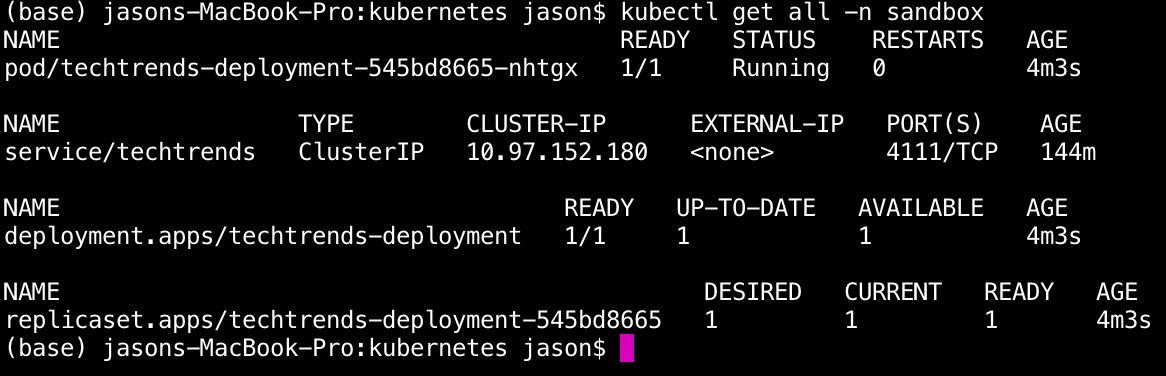 (base) jasons-MacBook-Pro:kubernetes jason$ kubectl get all -n sandbox
NAME READY STATUS RESTARTS AGE
pod/techtrends-deployment-545bd8665-nhtgx 1/1 Running 0 4m3s
NAME TYPE CLUSTER-IP EXTERNAL-IP PORT(S) AGE
service/techtrends ClusterIP 10.97.152.180 <none> 4111/TCP 144m
NAME READY UP-TO-DATE AVAILABLE AGE
deployment.apps/techtrends-deployment 1/1 1 1 4m3s
NAME DESIRED CURRENT READY AGE
replicaset.apps/techtrends-deployment-545bd8665 1 1 1 4m3s
(base) jasons-MacBook-Pro:kubernetes jason$